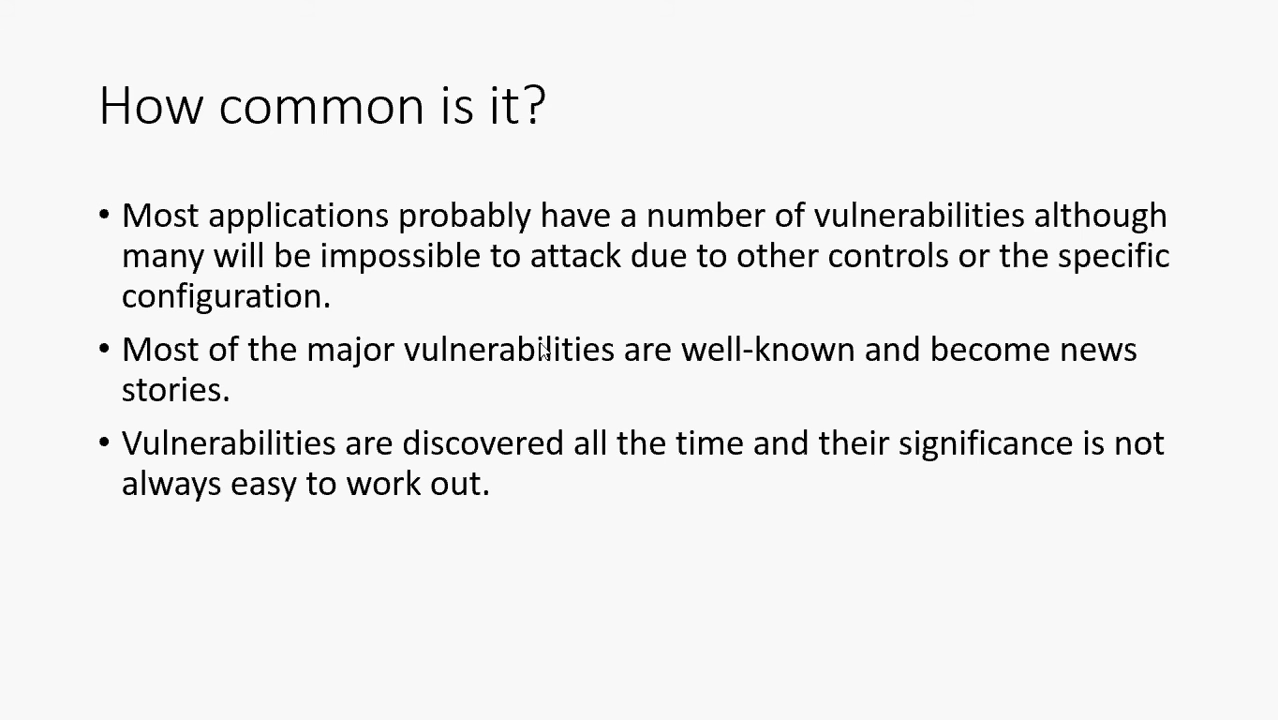 How common is it?
• Most applications probably have a number of vulnerabilities although
many will be impossible to attack due to other controls or the specific
configuration.
• Most of the major vulnerabilities are well-known and become news
stories.
• Vulnerabilities are discovered all the time and their significance is not
always easy to work out.